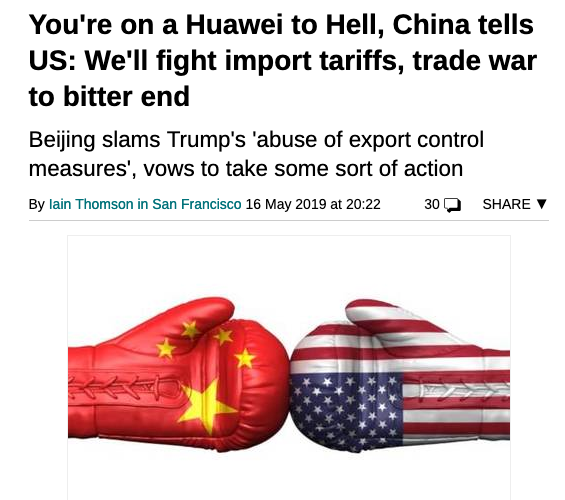 You're on a Huawei to Hell, China tells
US: We'll fight import tariffs, trade war
to bitter end
Beijing slams Trump's 'abuse of export control
measures', vows to take some sort of action
By Iain Thomson in San Francisco 16 May 2019 at 20:22 30 SHARE ▼